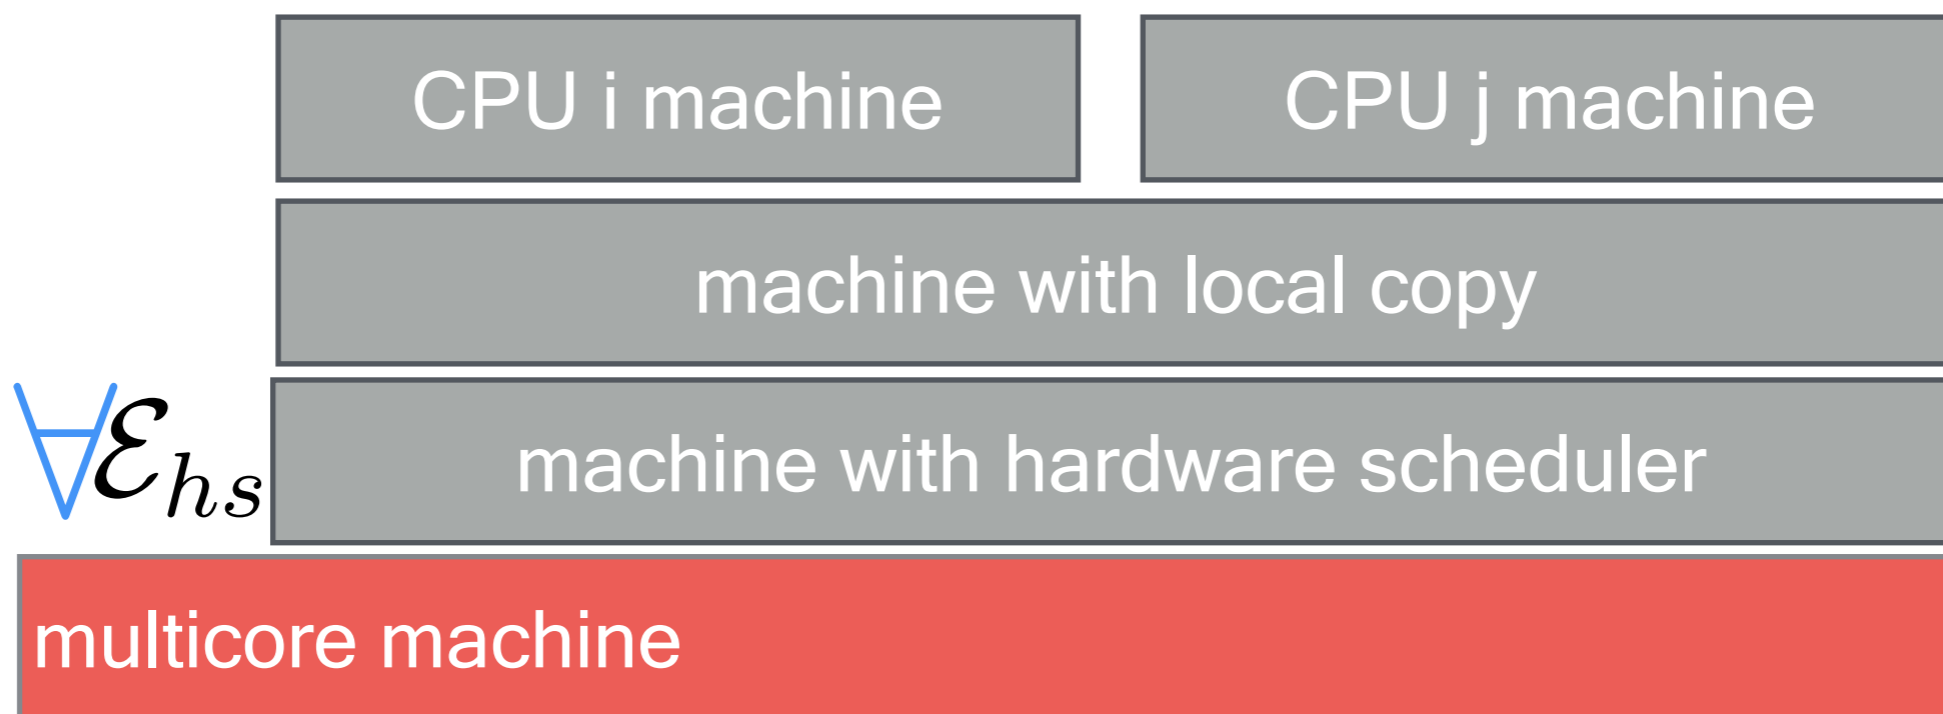 CPU i machine
CPU j machine
machine with local copy
∀ℰhs
machine with hardware scheduler
multicore machine